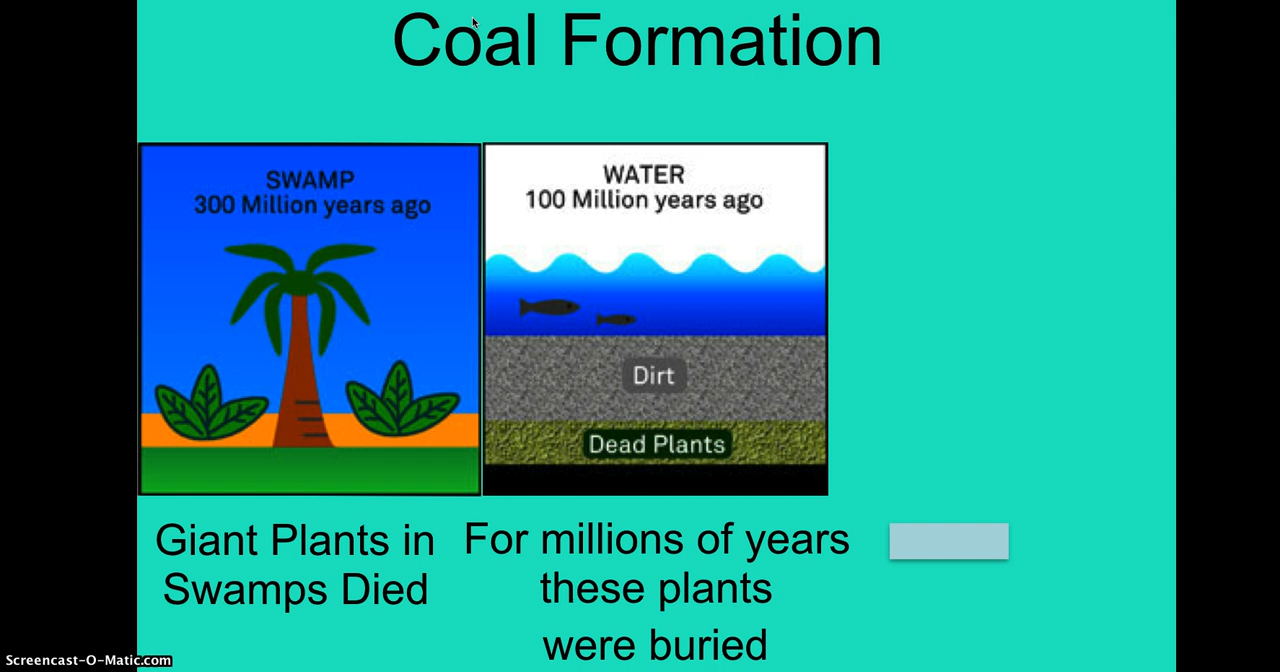 Coal Formation
SWAMP
300 Million years ago
WATER
100 Million years ago
Dirt
Dead Plants
Giant Plants in
Swamps Died
For millions of years
these plants
were buried
Screencast-O-Matic.com